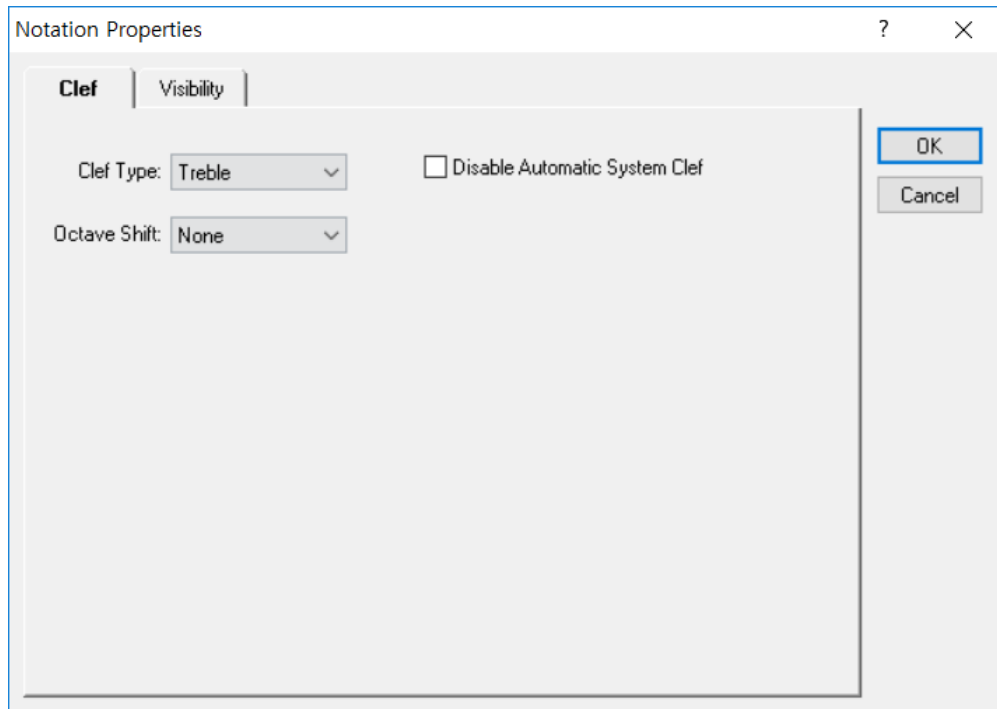 Notation Properties ?
Clef Visibility
Clef Type: Treble
Disable Automatic System Clef
OK
Octave Shift: None
Cancel